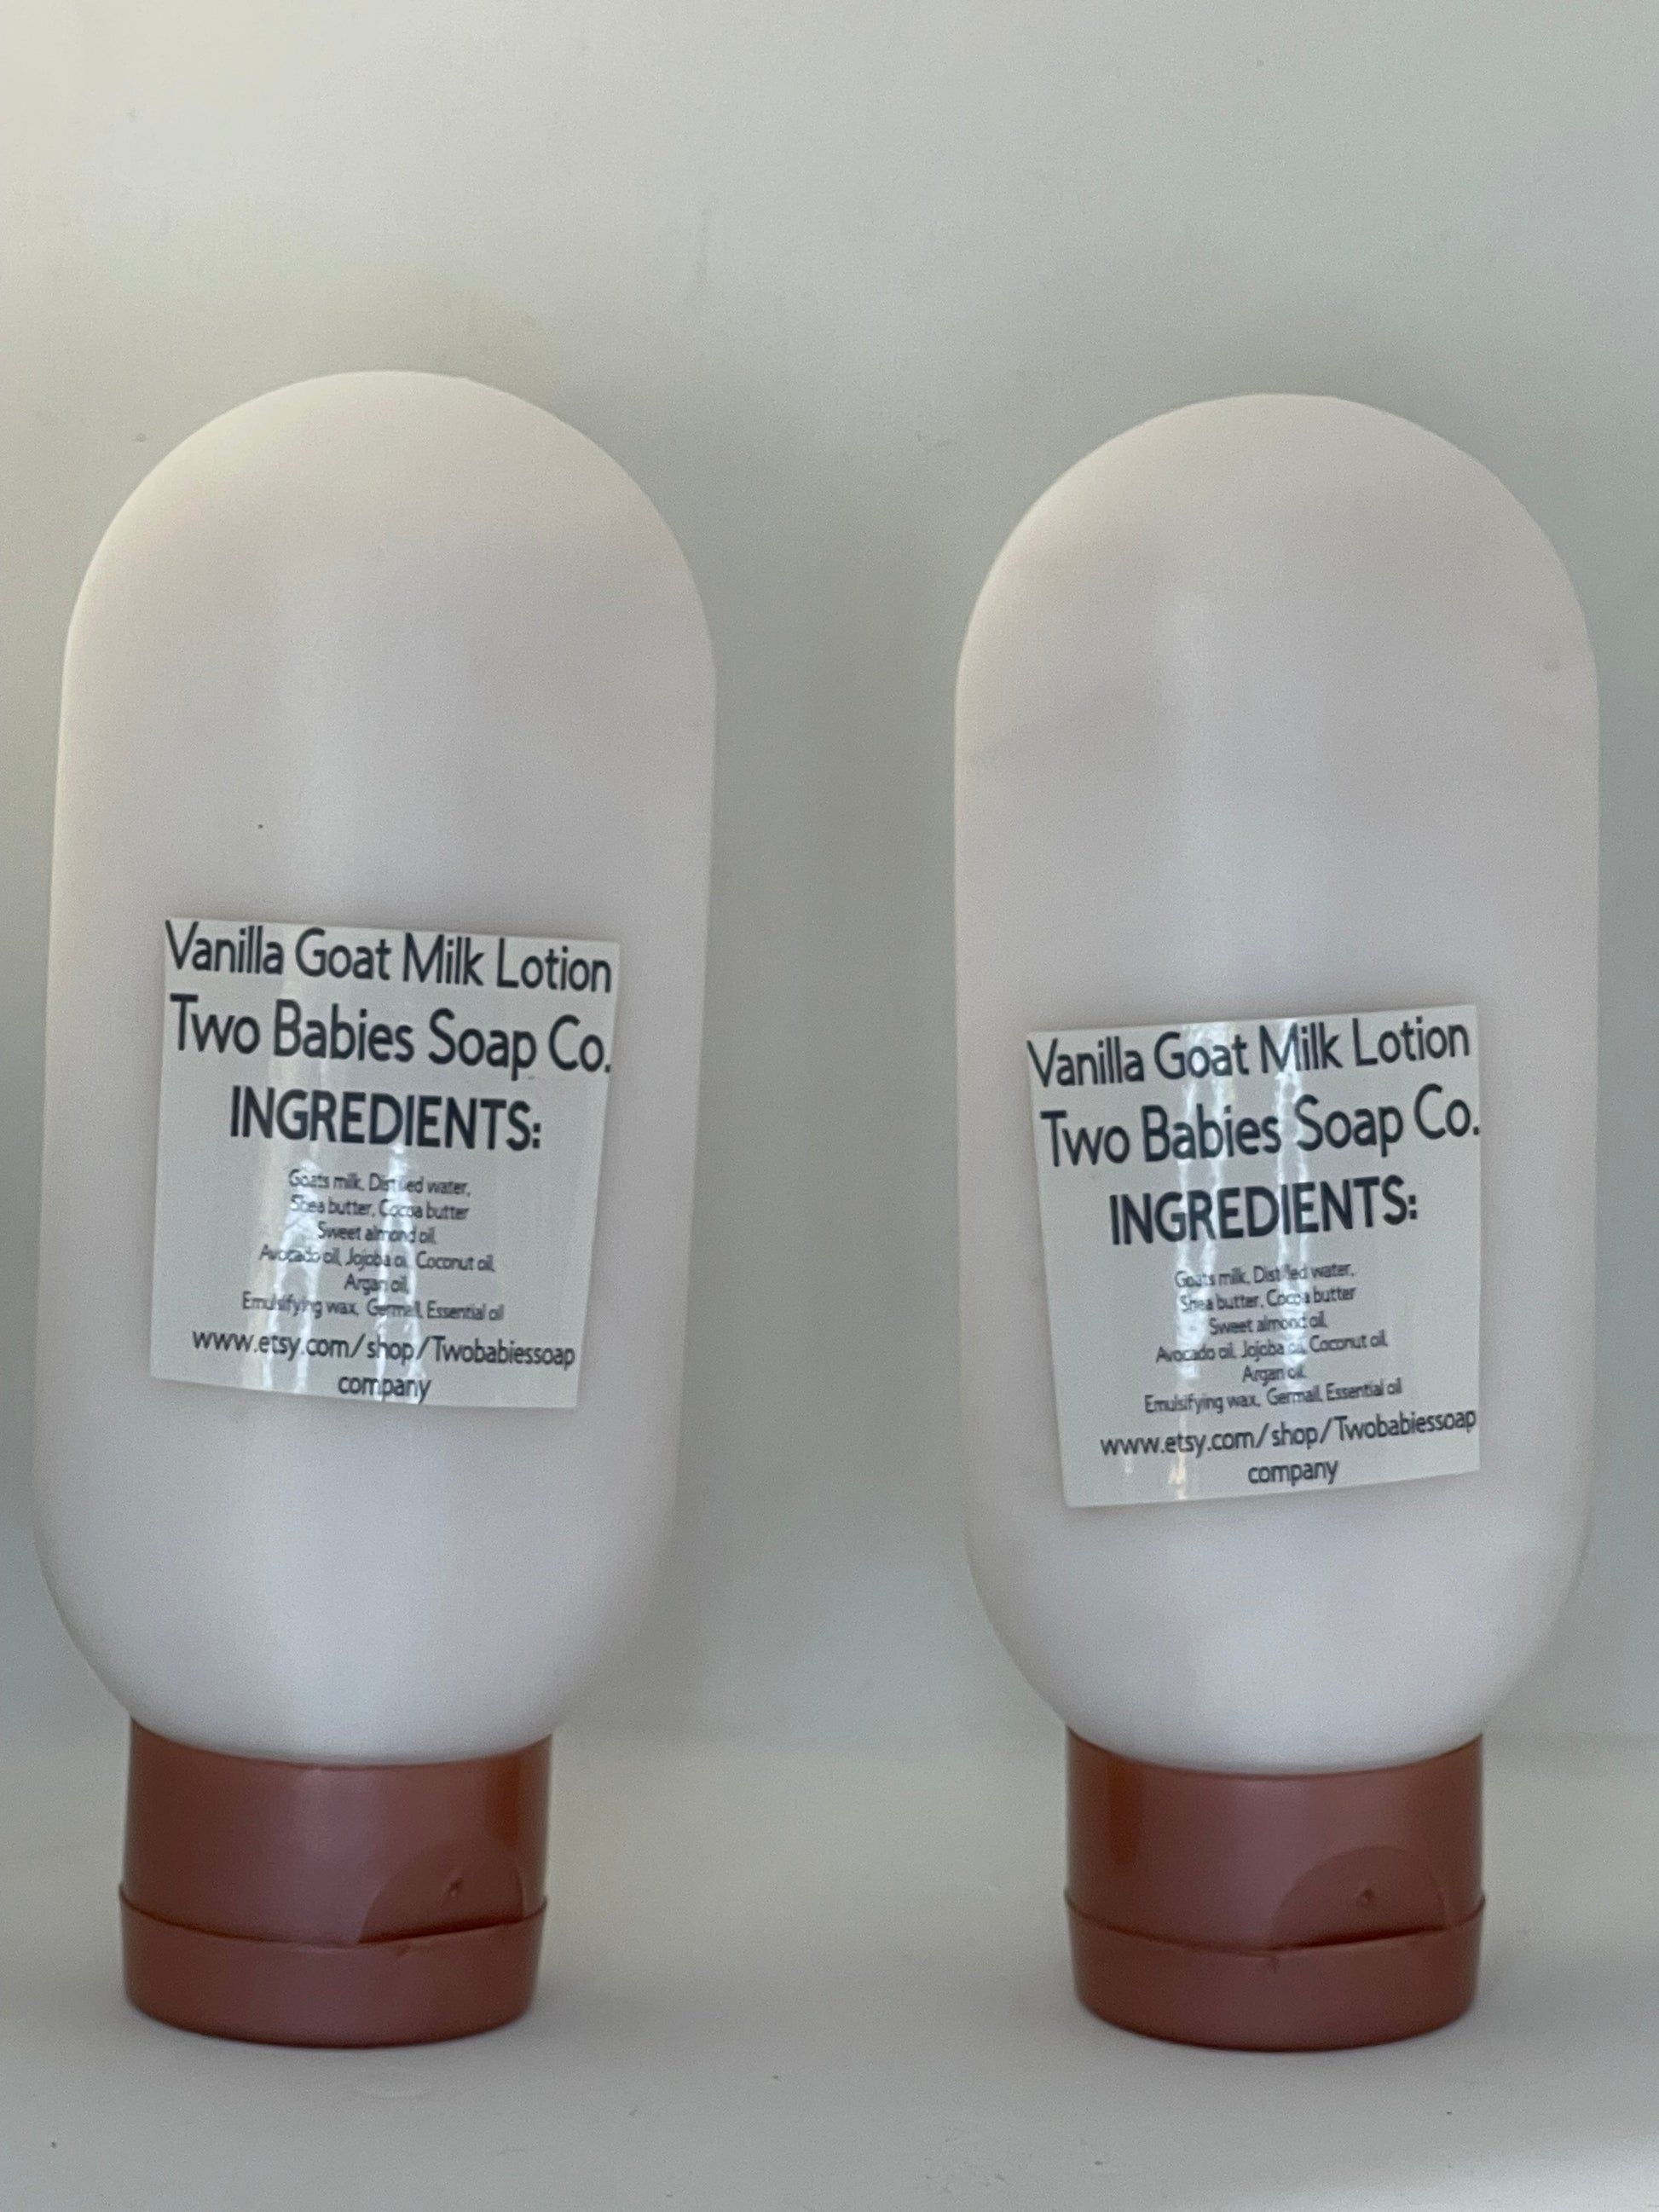 Vanilla Goat Milk Lotion
Two Babies Soap Co.
INGREDIENTS:
Goats milk, Distilled water,
Shea butter, Cocoa butter
Sweet almond oil,
Avocado oil, Jojoba oil, Coconut oil,
Argan oil,
Emulsifying wax, Germall, Essential oil
www.etsy.com/shop/Twobabiessoap
company
Vanilla Goat Milk Lotion
Two Babies Soap Co.
INGREDIENTS:
Goats milk, Distilled water,
Shea butter, Cocoa butter
Sweet almond oil,
Avocado oil, Jojoba oil, Coconut oil,
Argan oil,
Emulsifying wax, Germall, Essential oil
www.etsy.com/shop/Twobabiessoap
company